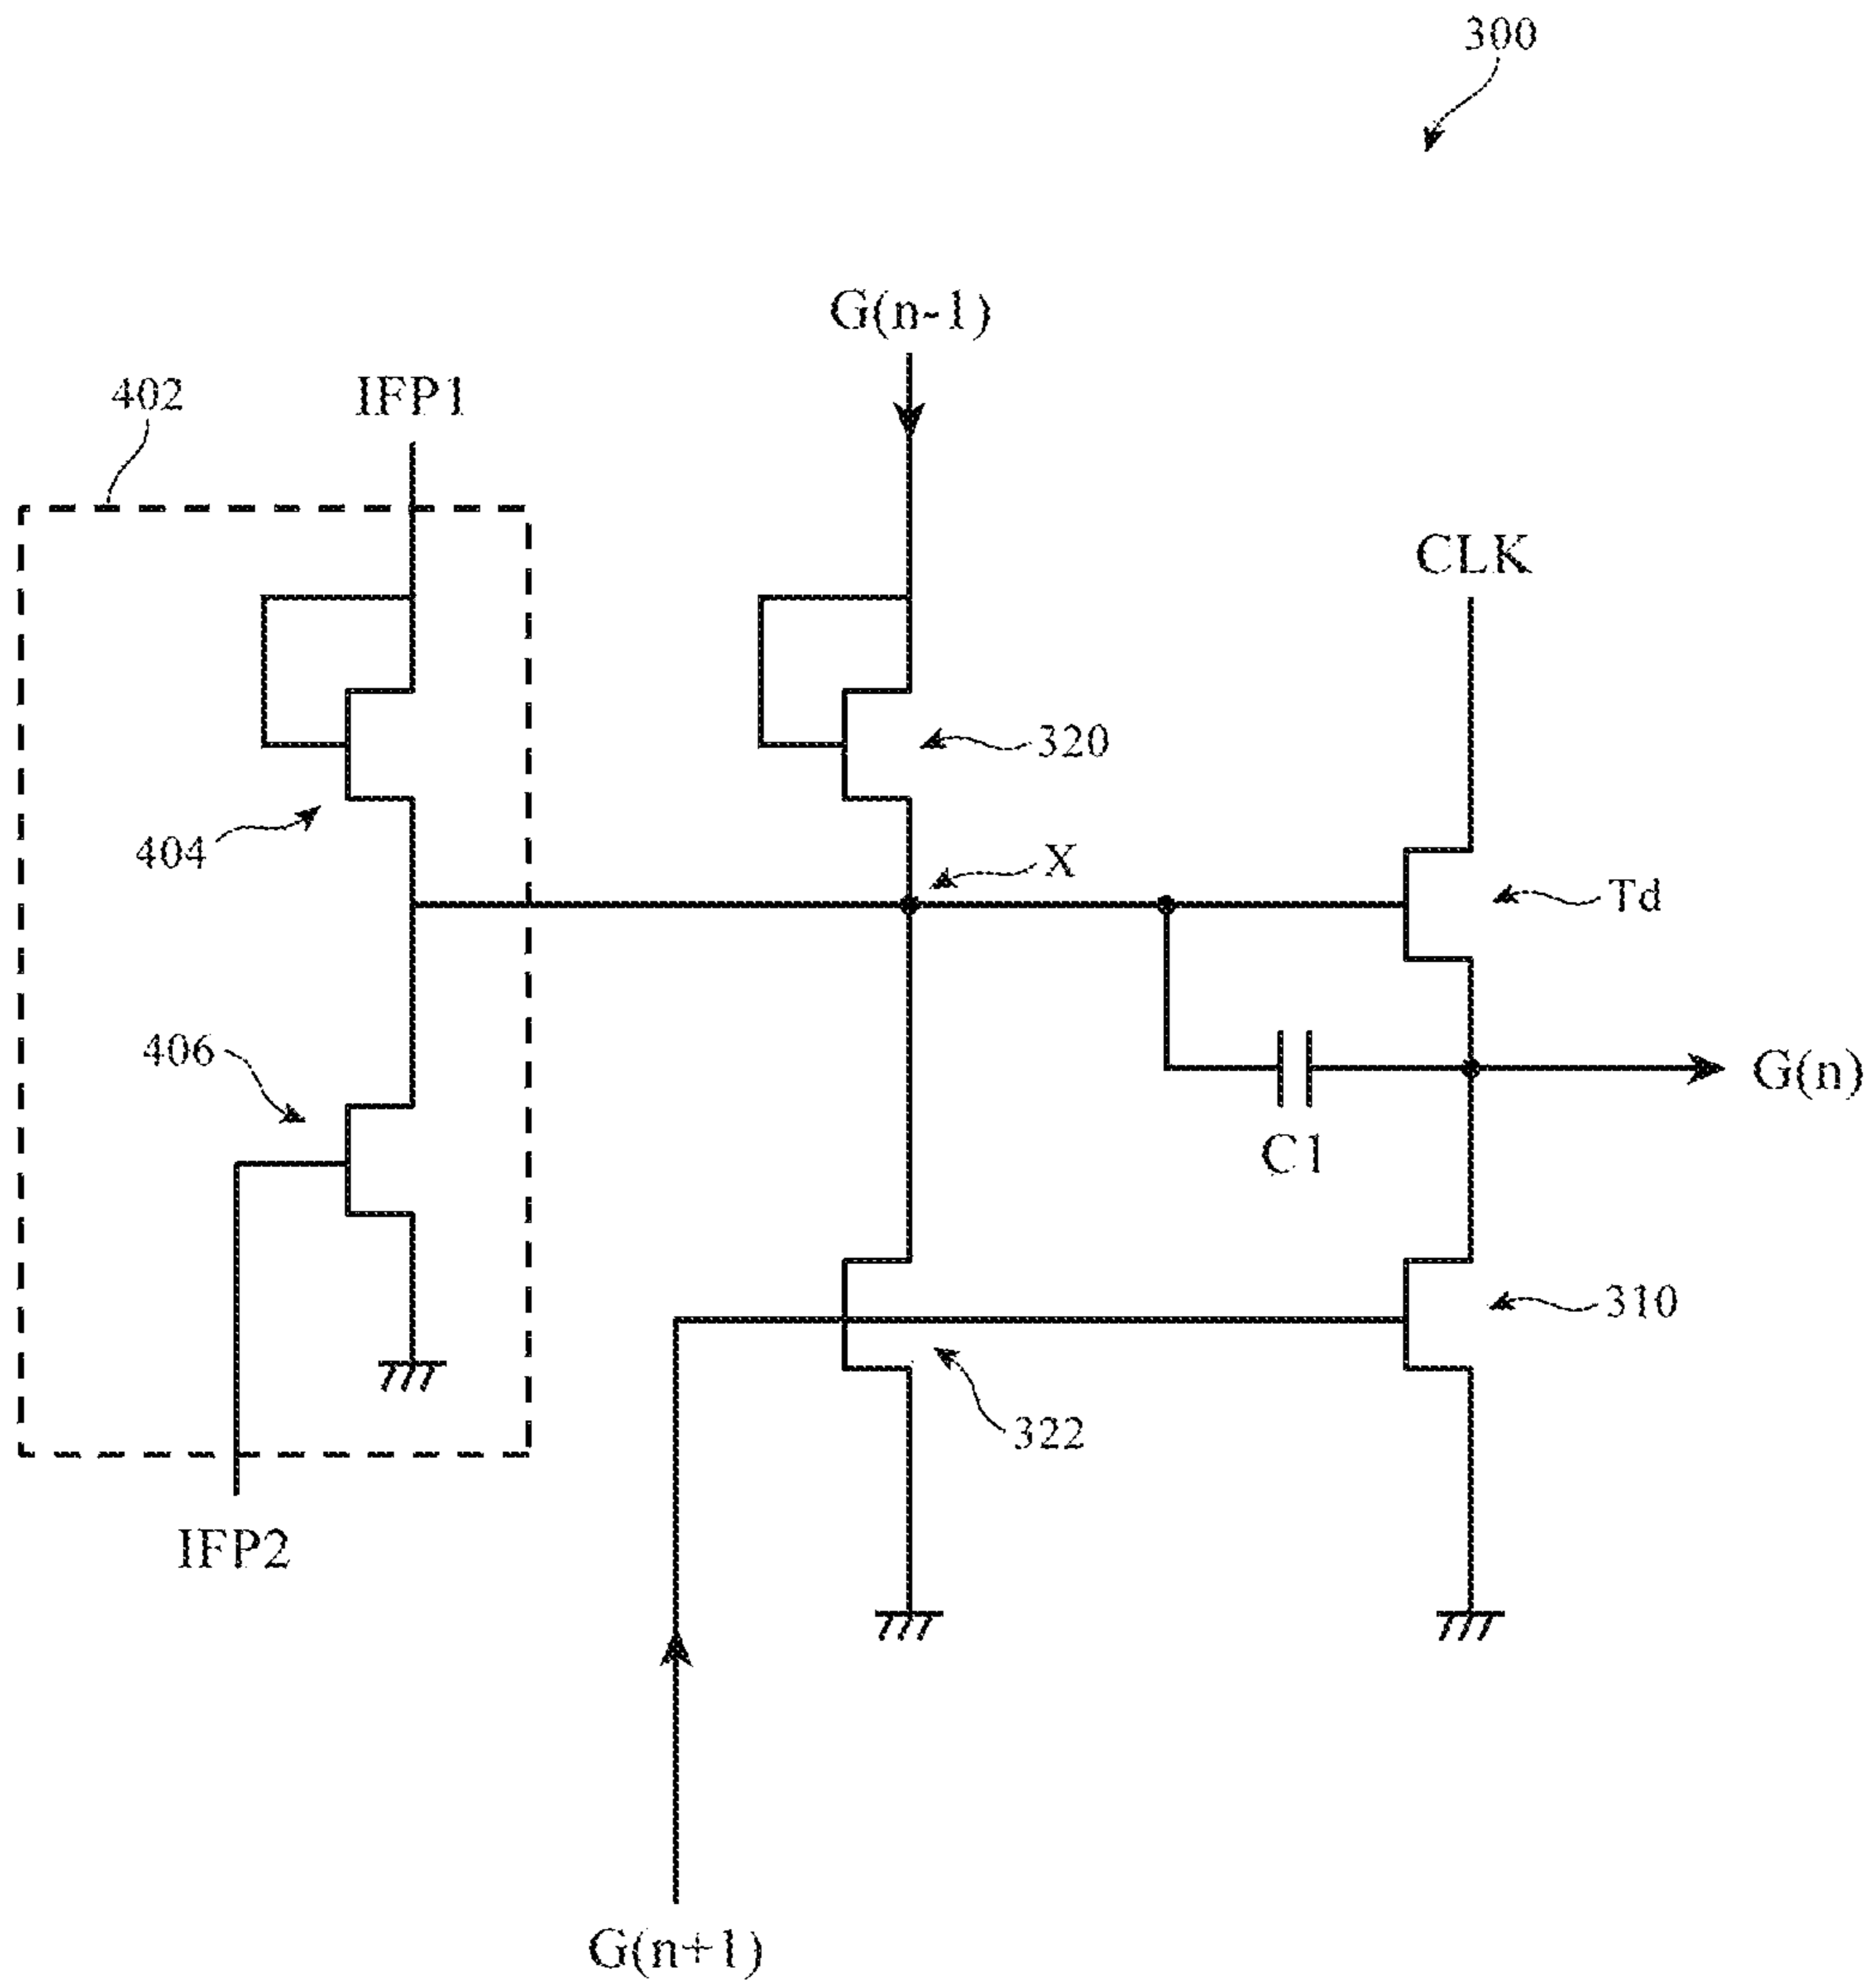 300
G(n-1)
402
IFP1
CLK
320
404
X
Td
406
G(n)
C1
310
322
IFP2
G(n+1)